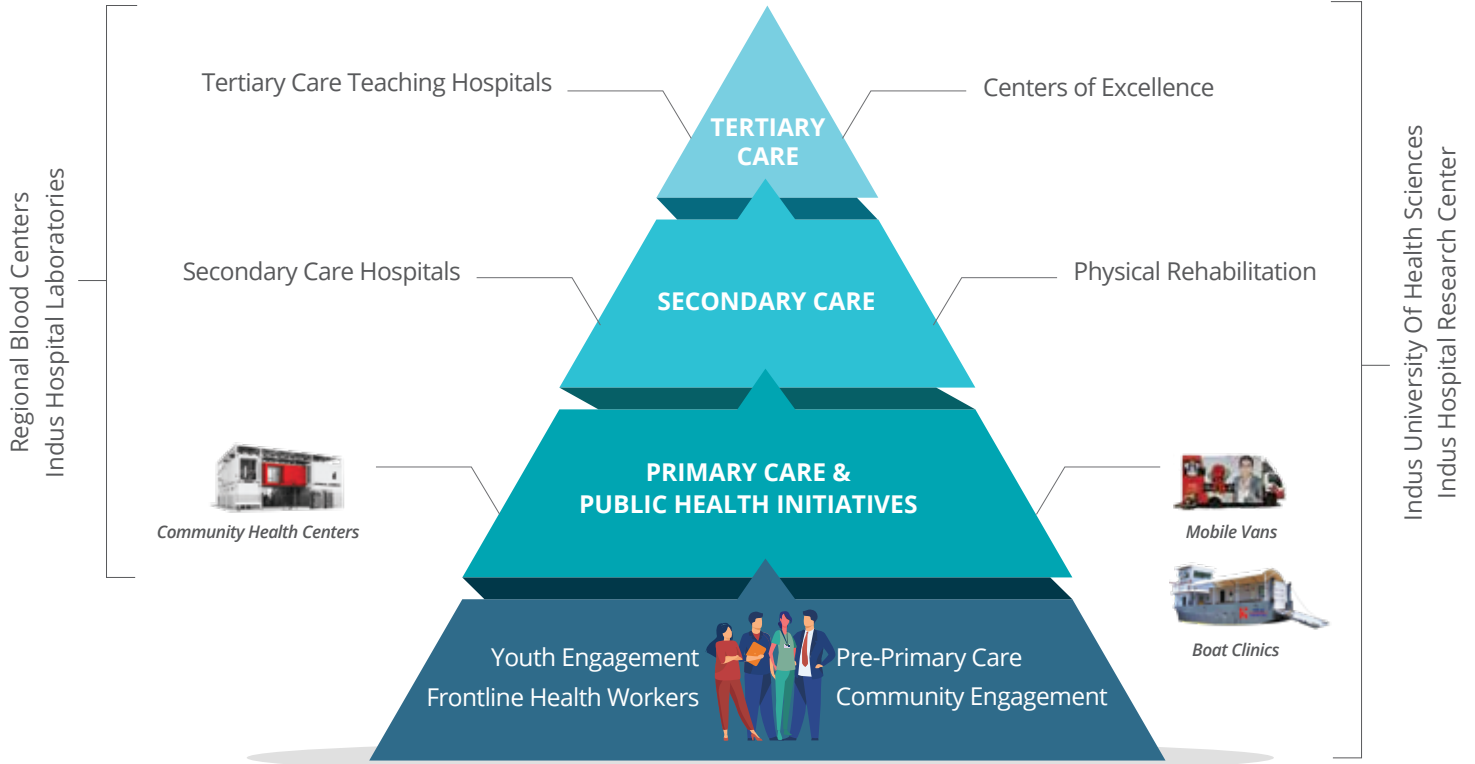 Tertiary Care Teaching Hospitals
Centers of Excellence
TERTIARY
CARE
Regional Blood Centers
Indus Hospital Laboratories
Indus University Of Health Sciences
Indus Hospital Research Center
Secondary Care Hospitals
SECONDARY CARE
Physical Rehabilitation
PRIMARY CARE &
PUBLIC HEALTH INITIATIVES
Community Health Centers
Mobile Vans
Boat Clinics
Youth Engagement
Frontline Health Workers
Pre-Primary Care
Community Engagement